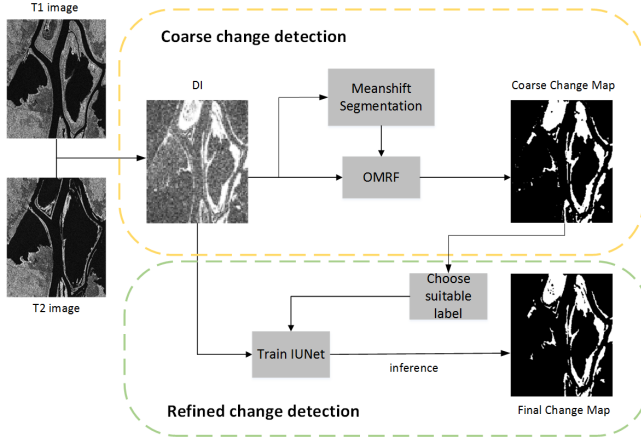 T1 image
Coarse change detection
DI
Meanshift
Segmentation
Coarse Change Map
OMRF
T2 image
Choose
suitable
label
Train IUNet
inference
Refined change detection
Final Change Map